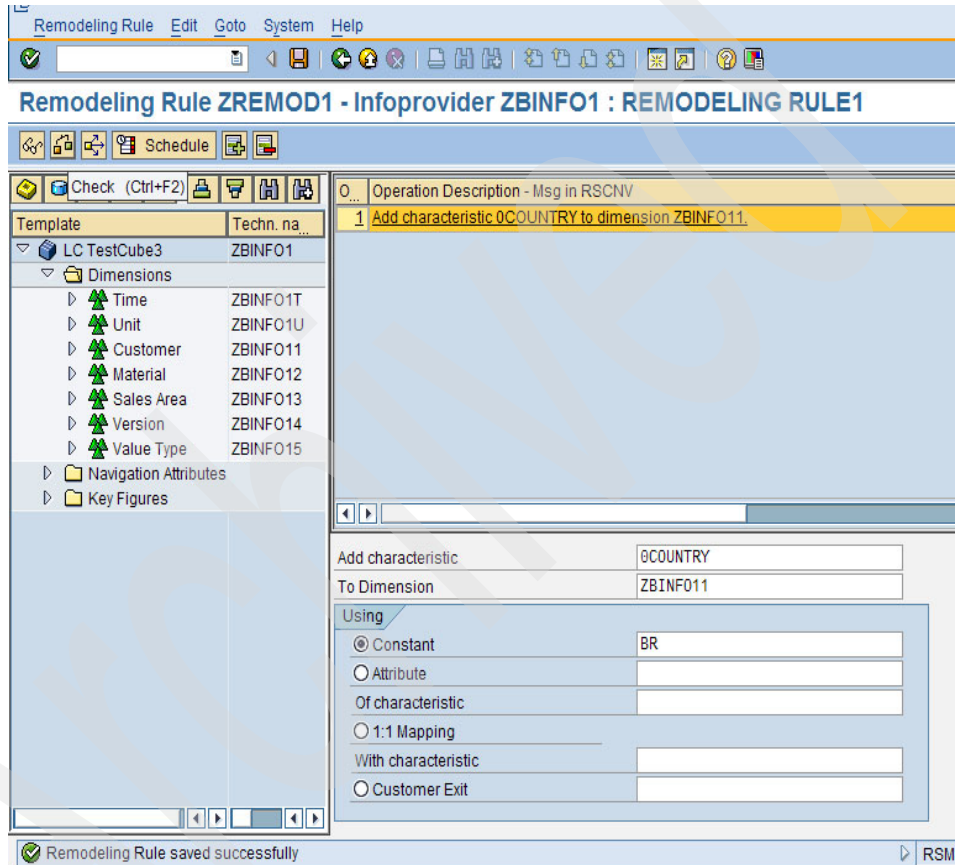 Remodeling Rule Edit Goto System Help
Remodeling Rule ZREMOD1 - Infoprovider ZBINFO1 : REMODELING RULE1
Schedule
Check (Ctrl+F2)
O... Operation Description - Msg in RSCNV
Template Techn. na...
1 Add characteristic 0COUNTRY to dimension ZBINFO11.
LC TestCube3 ZBINFO1
Dimensions
Time ZBINFO1T
Unit ZBINFO1U
Customer ZBINFO11
Material ZBINFO12
Sales Area ZBINFO13
Version ZBINFO14
Value Type ZBINFO15
Navigation Attributes
Key Figures
Add characteristic 0COUNTRY
To Dimension ZBINFO11
Using
Constant BR
Attribute
Of characteristic
1:1 Mapping
With characteristic
Customer Exit
Remodeling Rule saved successfully
RSM